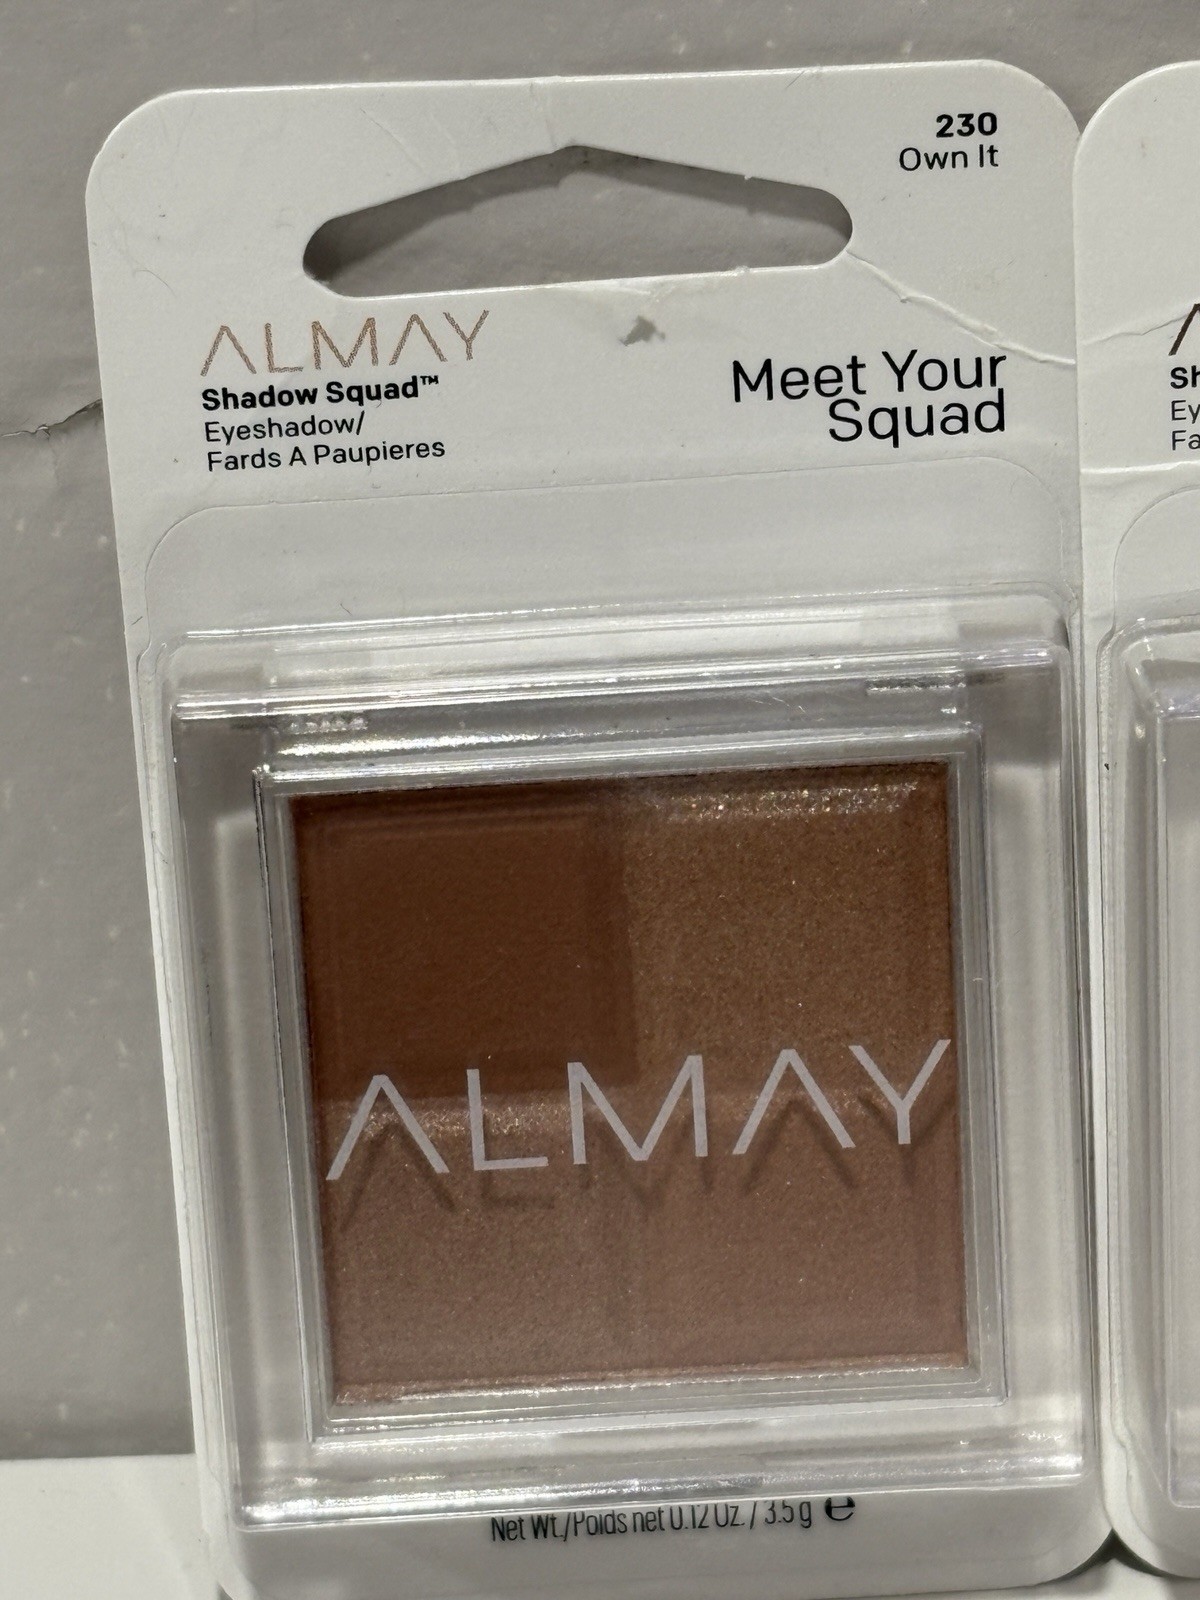 230
Own It
ALMAY
Shadow Squad™
Eyeshadow/
Fards A Paupieres
Meet Your
Squad
ALMAY
Net Wt./Poids net 0.12 Oz. / 3.5 g ℮